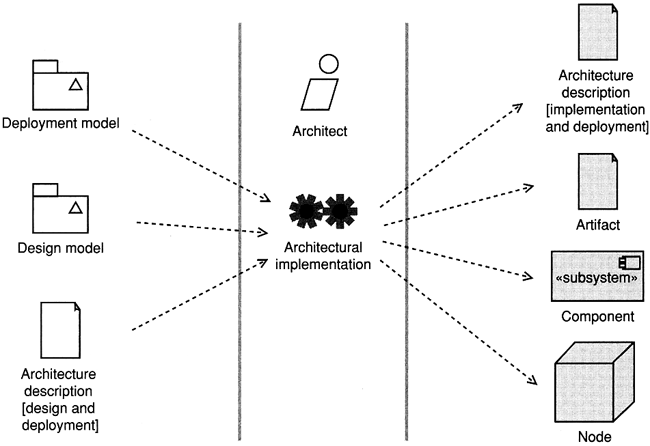 Deployment model
Design model
Architecture
description
[design and
deployment]
Architect
Architectural
implementation
Architecture
description
[implementation
and deployment]
Artifact
«subsystem»
Component
Node